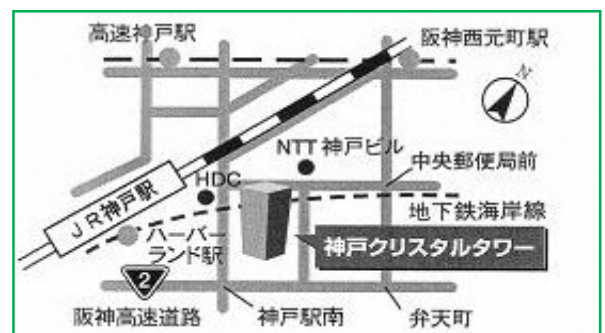 高速神戸駅
阪神西元町駅
N
NTT 神戸ビル
中央郵便局前
JR神戸駅
HDC
地下鉄海岸線
ハーバー
ランド駅
神戸クリスタルタワー
2
阪神高速道路
神戸駅南
弁天町